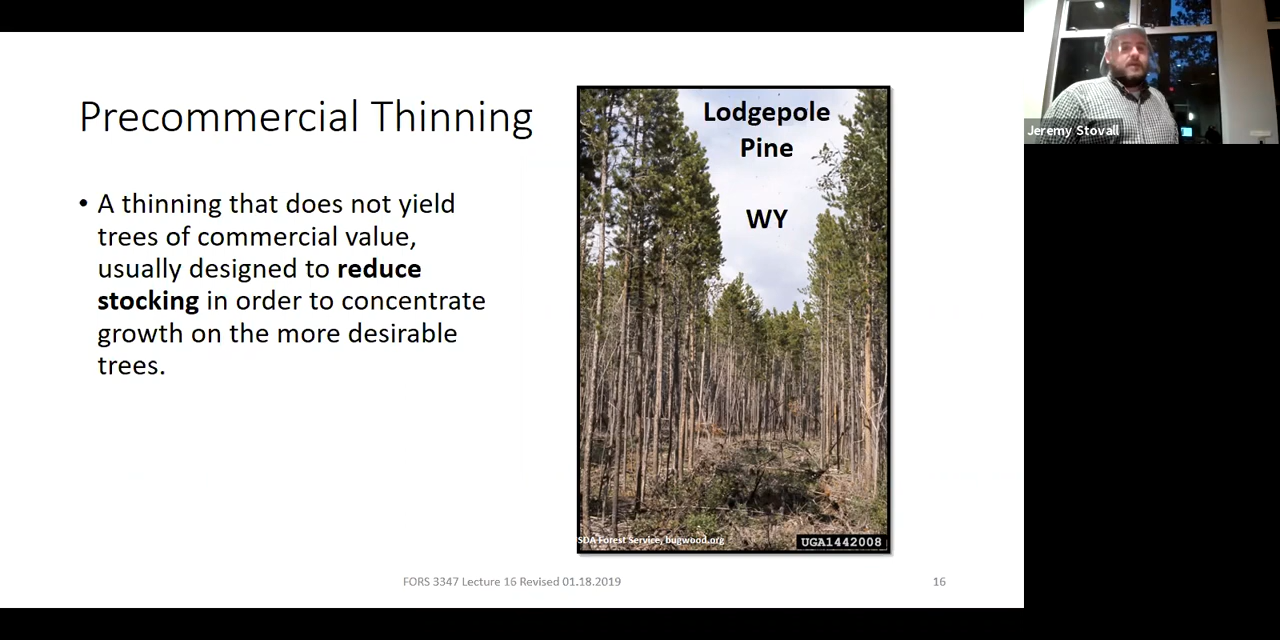 Precommercial Thinning
• A thinning that does not yield
trees of commercial value,
usually designed to reduce
stocking in order to concentrate
growth on the more desirable
trees.
Lodgepole
Pine
WY
SDA Forest Service, bugwood.org
UGA1442008
FORS 3347 Lecture 16 Revised 01.18.2019
16
Jeremy Stovall